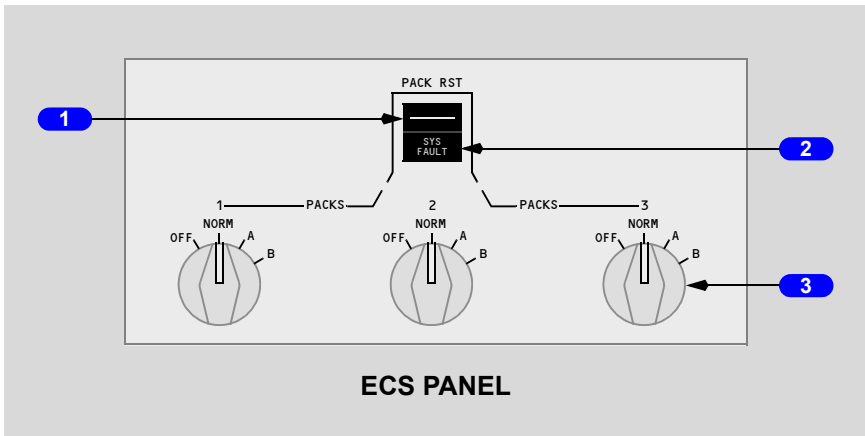 PACK RST
1
SYS
FAULT
2
1 PACKS 2 PACKS 3
NORM NORM NORM
OFF A OFF A OFF A
B B B
3
ECS PANEL